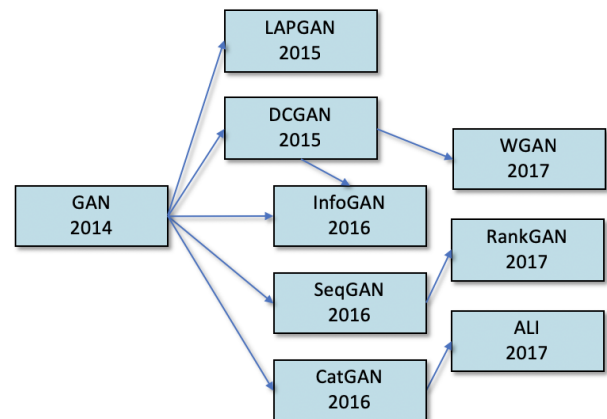 LAPGAN
2015
DCGAN
2015
WGAN
2017
GAN
2014
InfoGAN
2016
RankGAN
2017
SeqGAN
2016
ALI
2017
CatGAN
2016